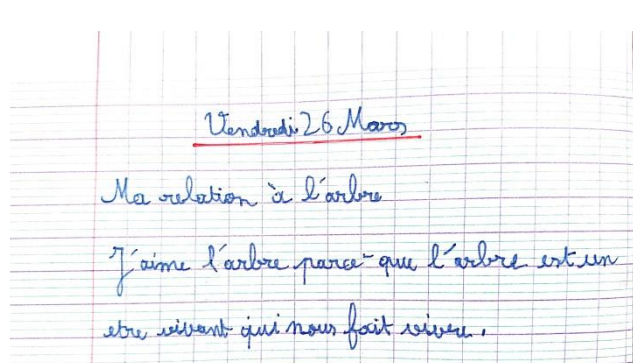 Vendredi 26 Mars
Ma relation à l'arbre
J'aime l'arbre parce-que l'arbre est un
etre vivant qui nous fait vivre.